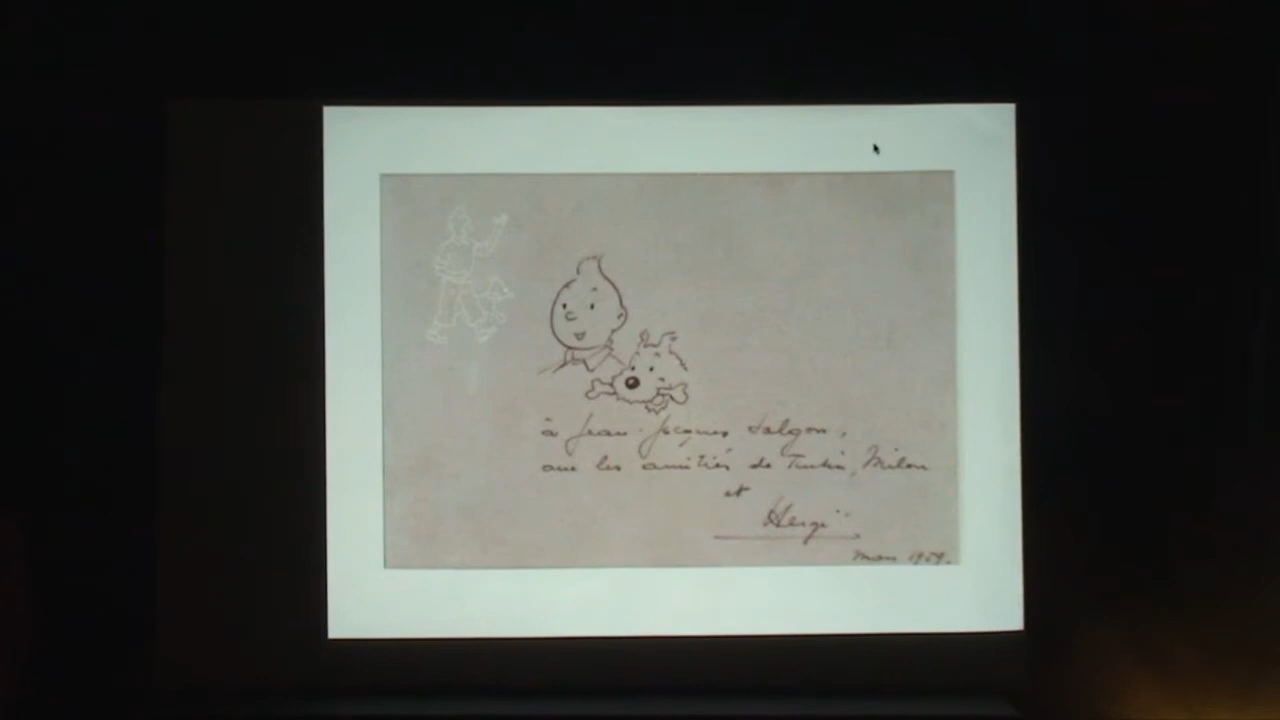 à Jean-Jacques Salgon,
avec les amitiés de Tintin, Milou
et
Hergé
mars 1959.